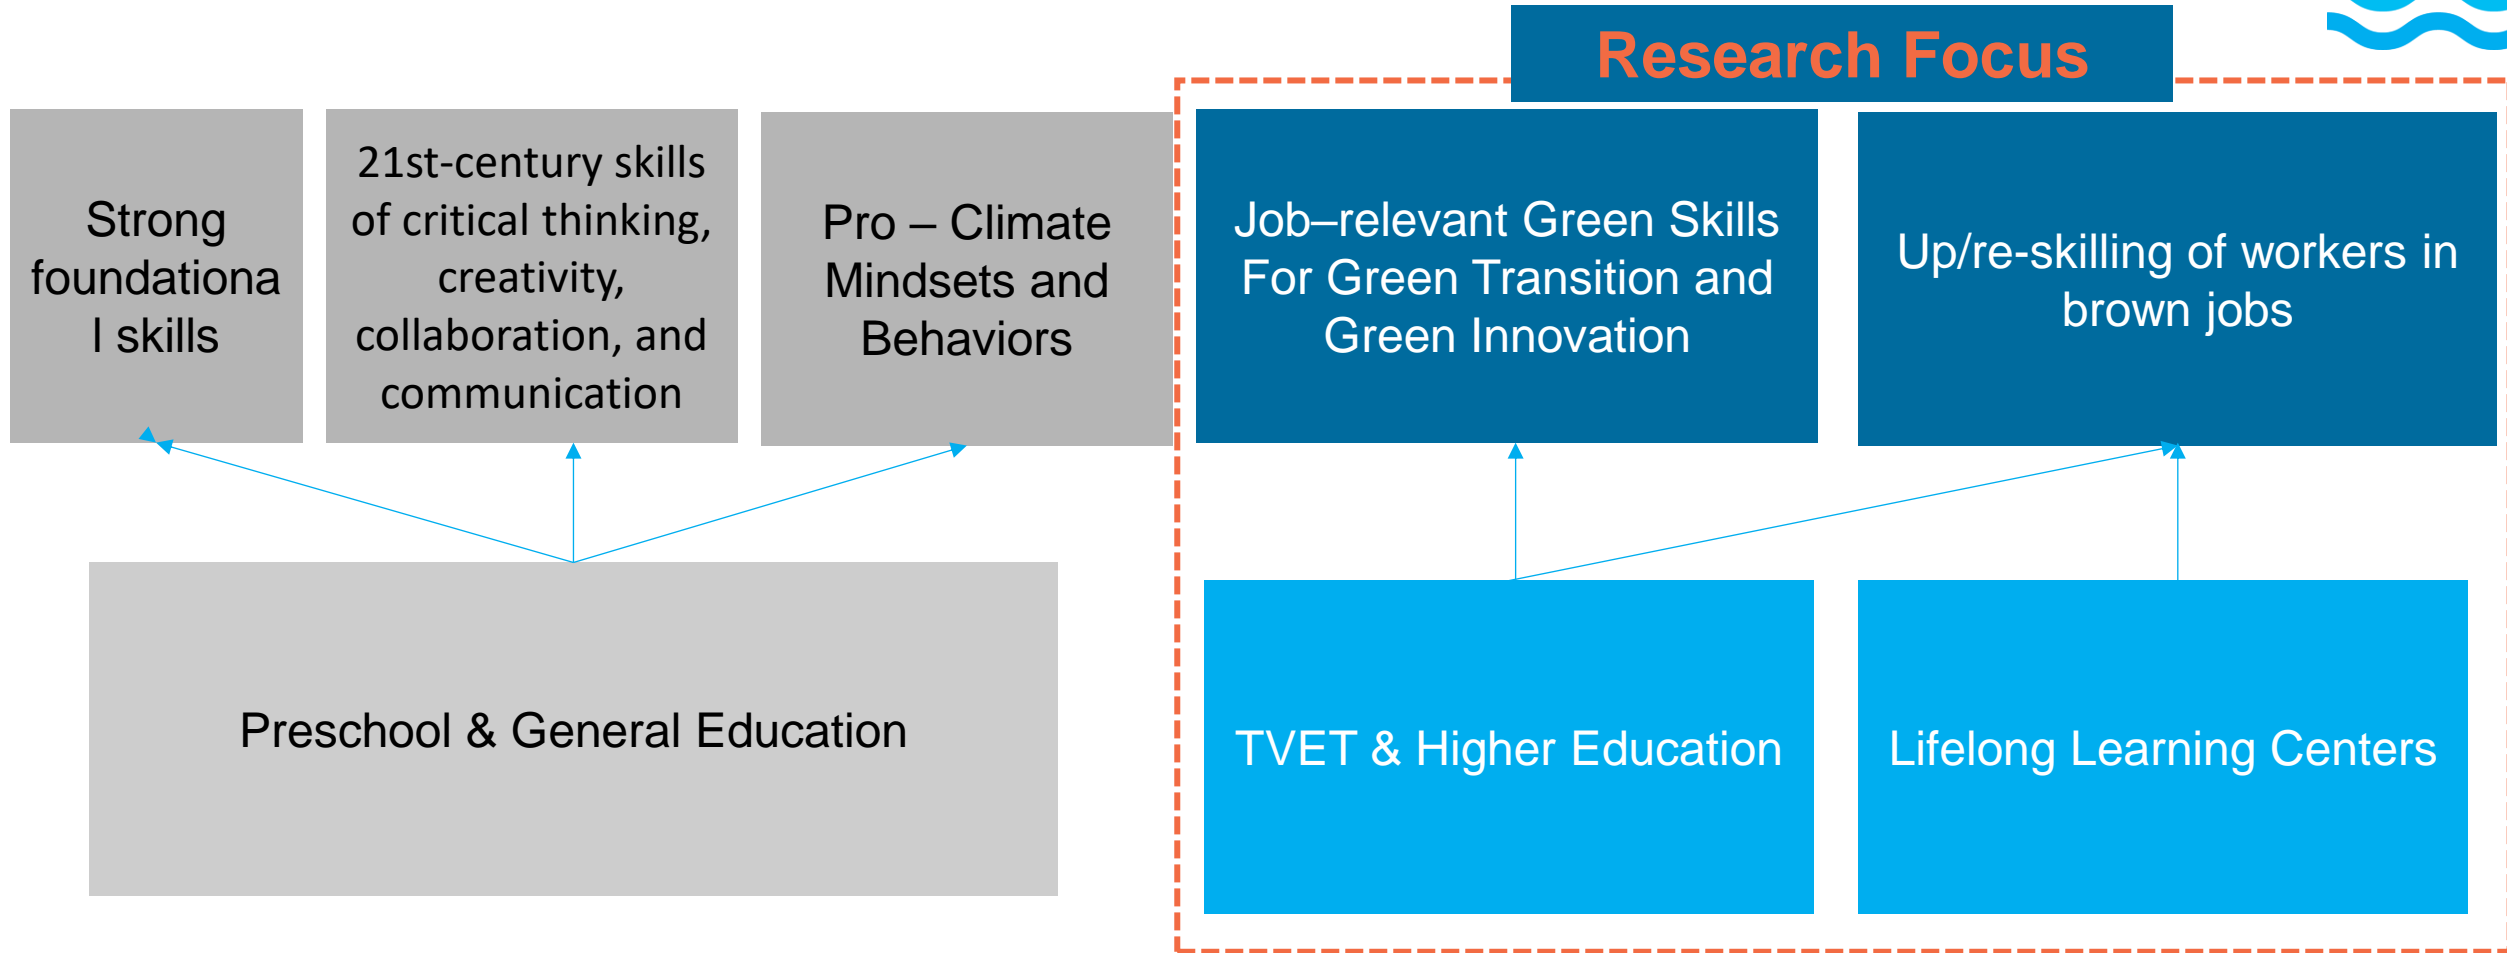 Research Focus
Strong
foundationa
l skills
21st-century skills
of critical thinking,
creativity,
collaboration, and
communication
Pro – Climate
Mindsets and
Behaviors
Job–relevant Green Skills
For Green Transition and
Green Innovation
Up/re-skilling of workers in
brown jobs
Preschool & General Education
TVET & Higher Education
Lifelong Learning Centers